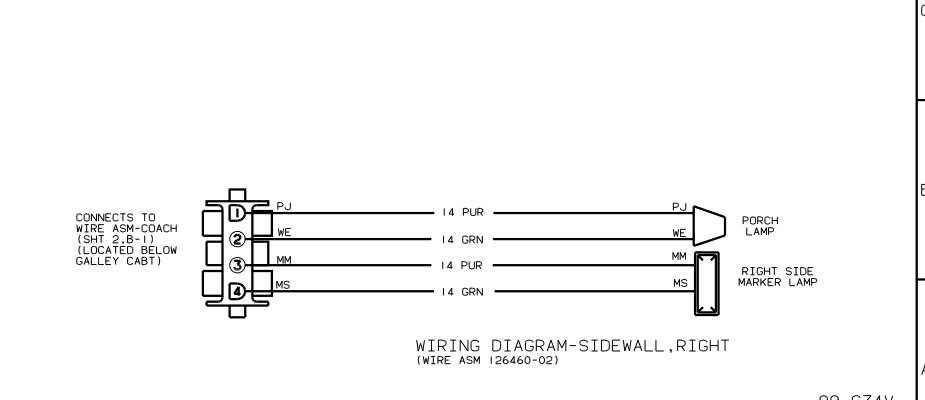 CONNECTS TO
WIRE ASM-COACH
(SHT 2,B-1)
(LOCATED BELOW
GALLEY CABT)
1 PJ 14 PUR PJ
2 WE 14 GRN WE
PORCH
LAMP
3 MM 14 PUR MM
4 MS 14 GRN MS
RIGHT SIDE
MARKER LAMP
WIRING DIAGRAM-SIDEWALL,RIGHT
(WIRE ASM 126460-02)
A